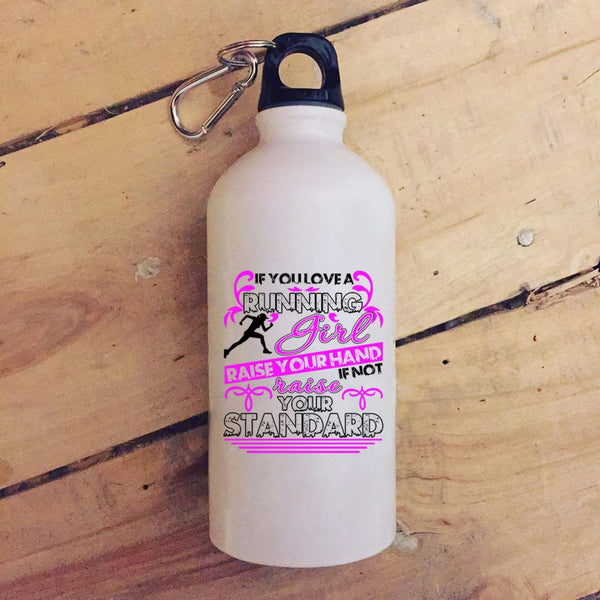 IF YOU LOVE A
RUNNING
Girl
RAISE YOUR HAND
IF NOT
raise
YOUR
STANDARD